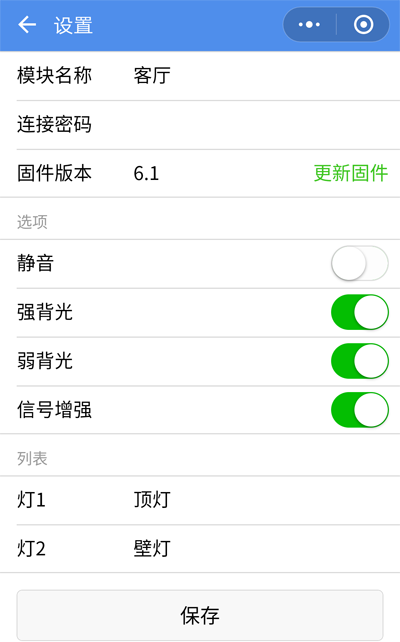 设置
模块名称 客厅
连接密码
固件版本 6.1 更新固件
选项
静音
强背光
弱背光
信号增强
列表
灯1 顶灯
灯2 壁灯
保存